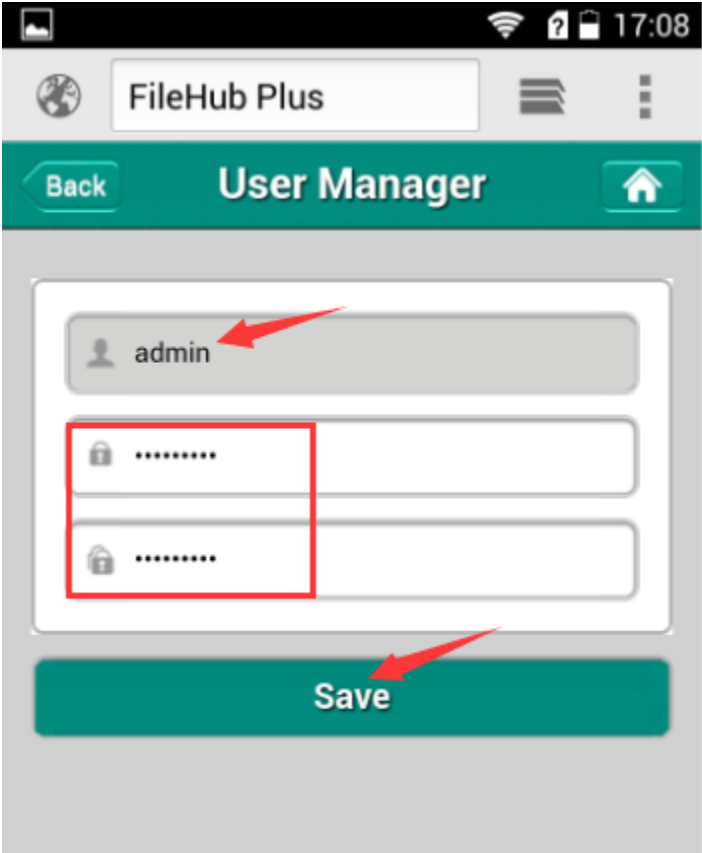 17:08
FileHub Plus
Back
User Manager
admin
•••••••••
•••••••••
Save